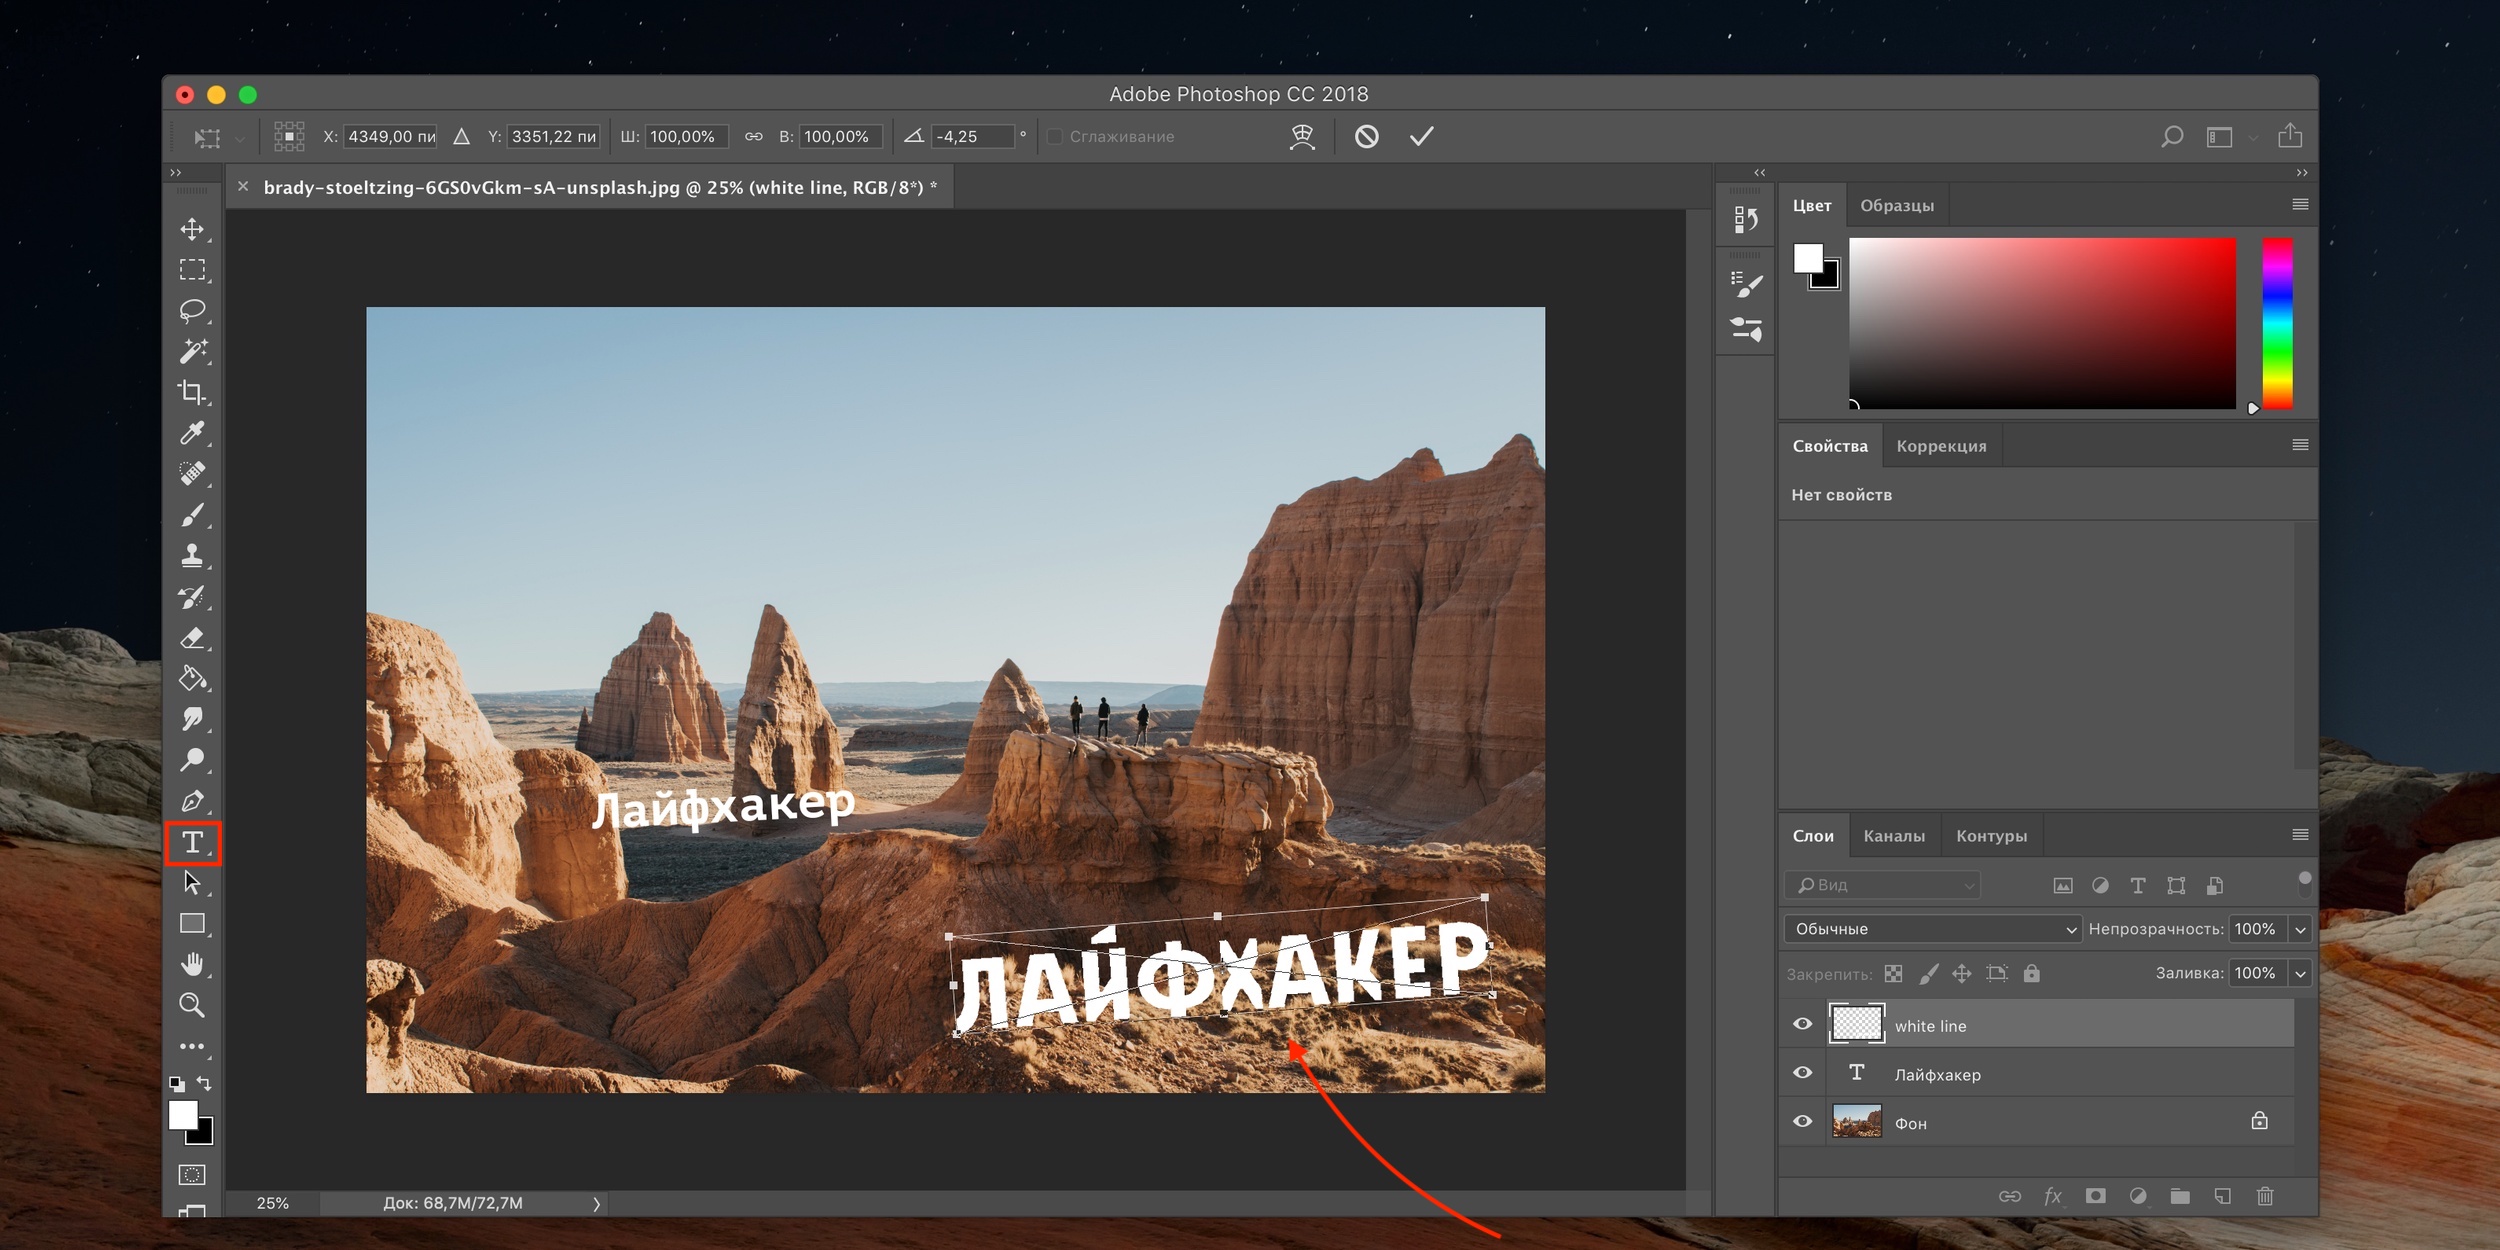 Adobe Photoshop CC 2018
X: 4349,00 пи Y: 3351,22 пи Ш: 100,00% В: 100,00% -4,25 ° Сглаживание
brady-stoeltzing-6GS0vGkm-sA-unsplash.jpg @ 25% (white line, RGB/8*) *
Цвет Образцы
Свойства Коррекция
Нет свойств
Лайфхакер
ЛАЙФХАКЕР
Слои Каналы Контуры
Вид
Обычные Непрозрачность: 100%
Закрепить: Заливка: 100%
white line
Лайфхакер
Фон
fx
25% Док: 68,7M/72,7M